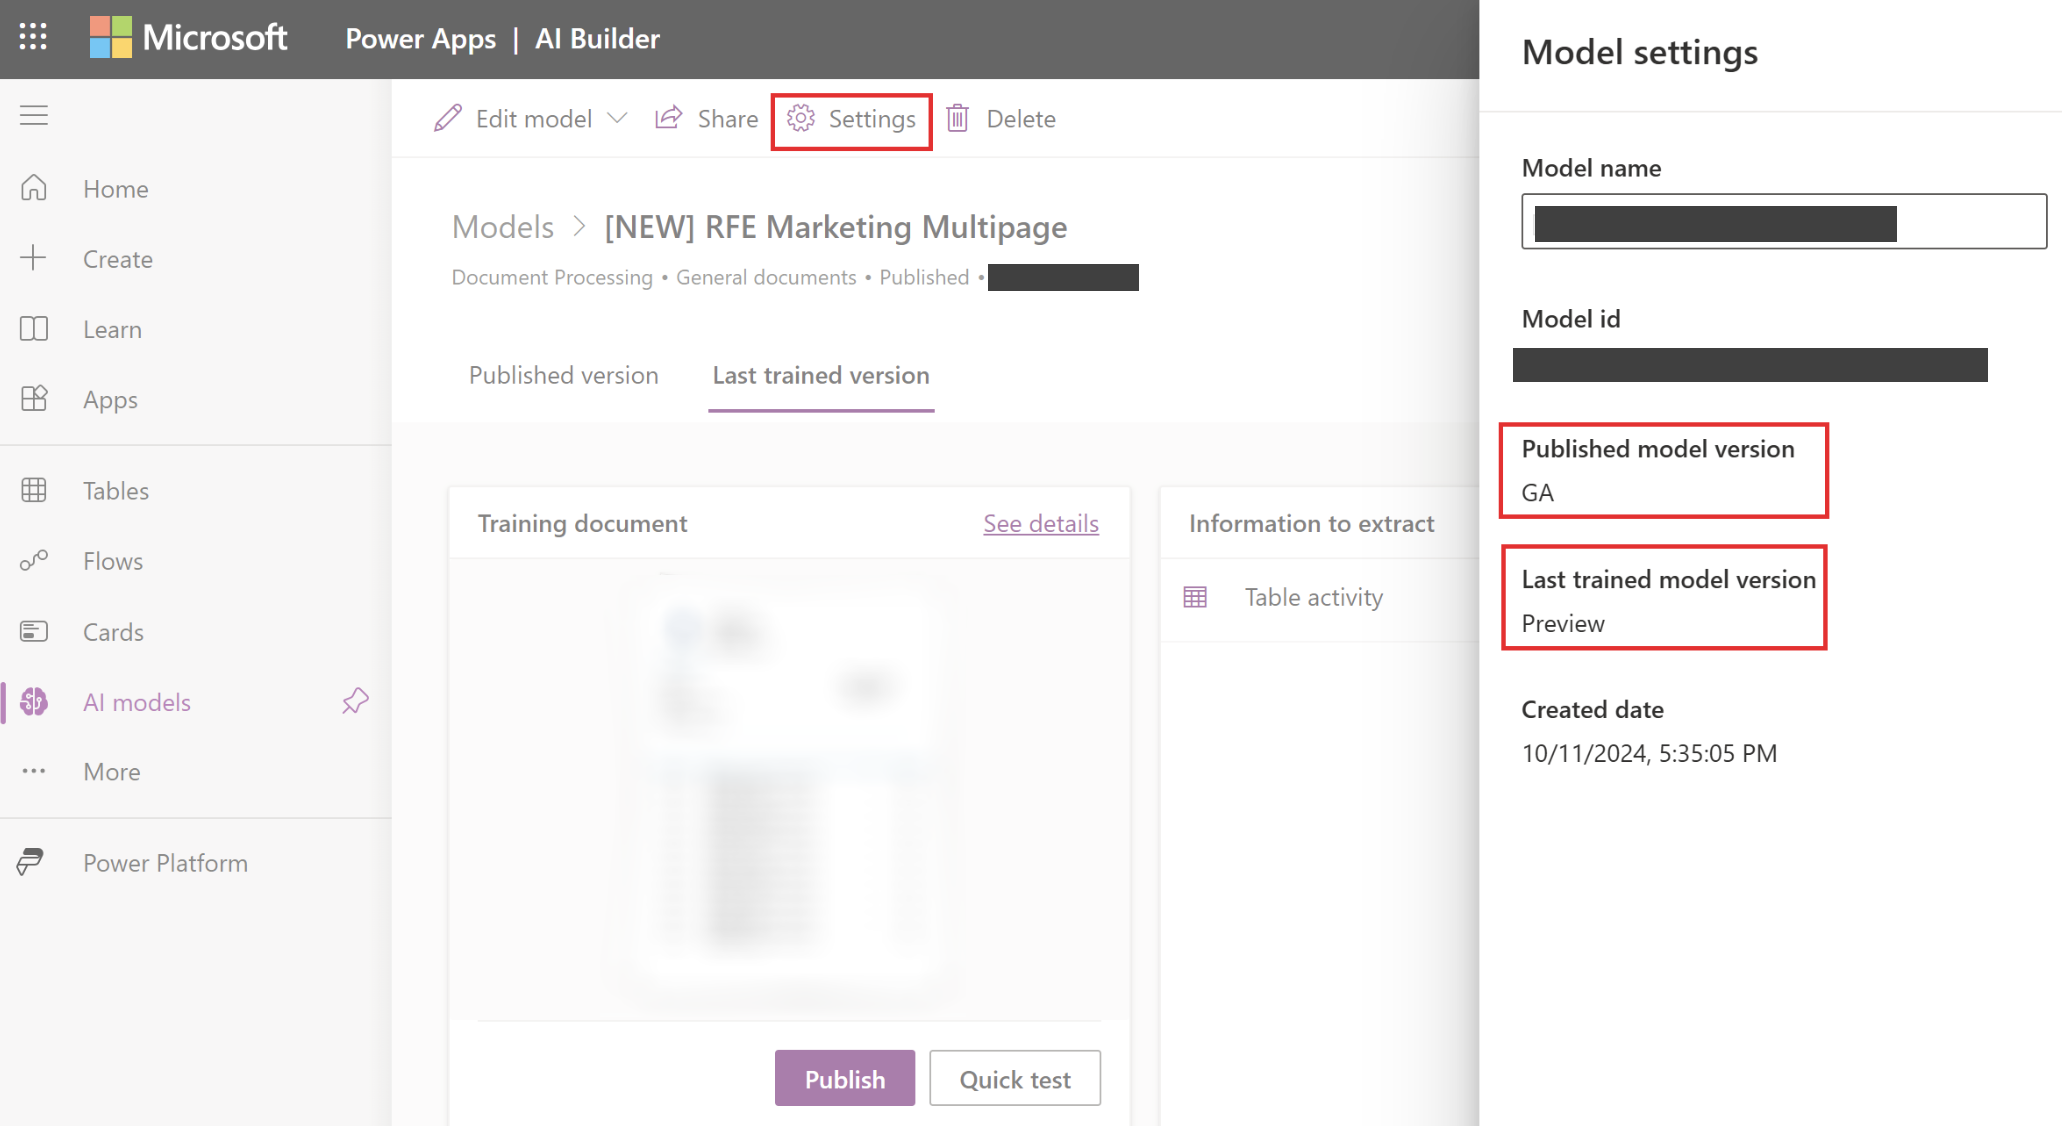 Microsoft
Power Apps | AI Builder
Edit model
Share
Settings
Delete
Home
Create
Learn
Apps
Tables
Flows
Cards
AI models
More
Power Platform
Models > [NEW] RFE Marketing Multipage
Document Processing • General documents • Published •
Published version
Last trained version
Training document
See details
Publish
Quick test
Information to extract
Table activity
Model settings
Model name
Model id
Published model version
GA
Last trained model version
Preview
Created date
10/11/2024, 5:35:05 PM